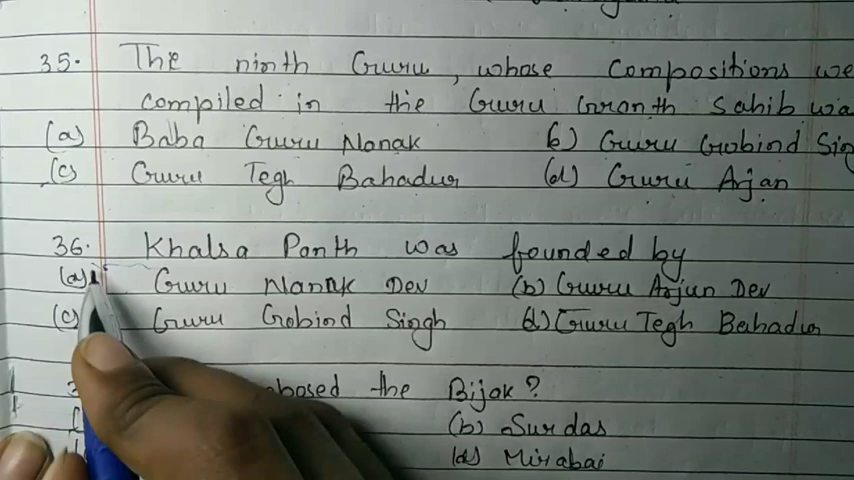 35. The ninth Guru, whose compositions we
compiled in the Guru Granth Sahib wa
(a) Baba Guru Nanak (b) Guru Gobind Sin
(c) Guru Tegh Bahadur (d) Guru Arjan
36. Khalsa Panth was founded by
(a) Guru Nanak Dev (b) Guru Arjun Dev
(c) Guru Gobind Singh (d) Guru Tegh Bahadur
the Bijak?
(b) Surdas
(d) Mirabai